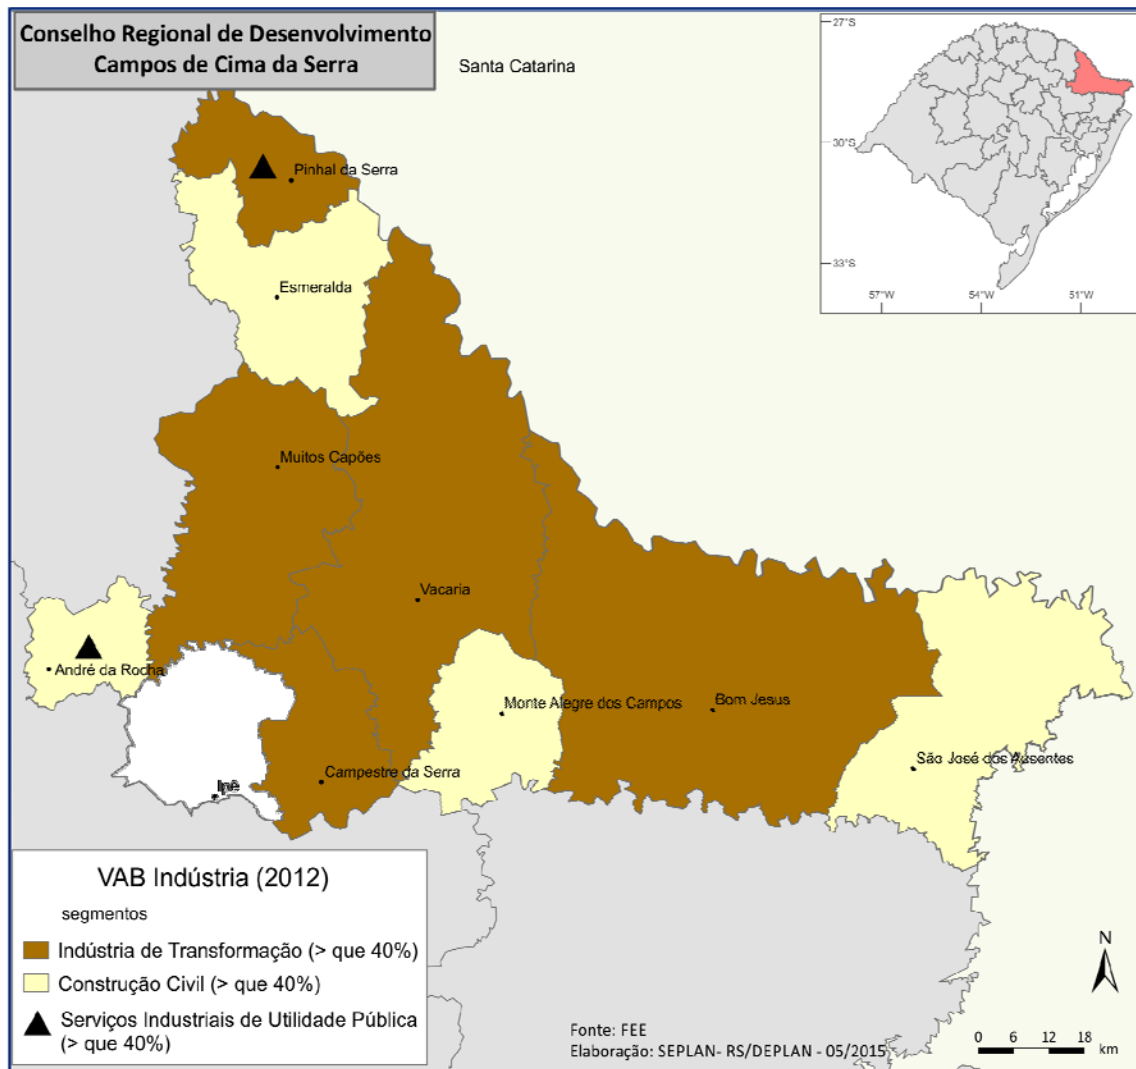 Conselho Regional de Desenvolvimento
Campos de Cima da Serra
Santa Catarina
27°S
30°S
33°S
57°W
54°W
51°W
Pinhal da Serra
Esmeralda
Muitos Capões
Vacaria
André da Rocha
Monte Alegre dos Campos
Bom Jesus
São José dos Ausentes
Campestre da Serra
Ipê
VAB Indústria (2012)
segmentos
Indústria de Transformação (> que 40%)
Construção Civil (> que 40%)
Serviços Industriais de Utilidade Pública
(> que 40%)
Fonte: FEE
Elaboração: SEPLAN- RS/DEPLAN - 05/2015
N
0 6 12 18
km